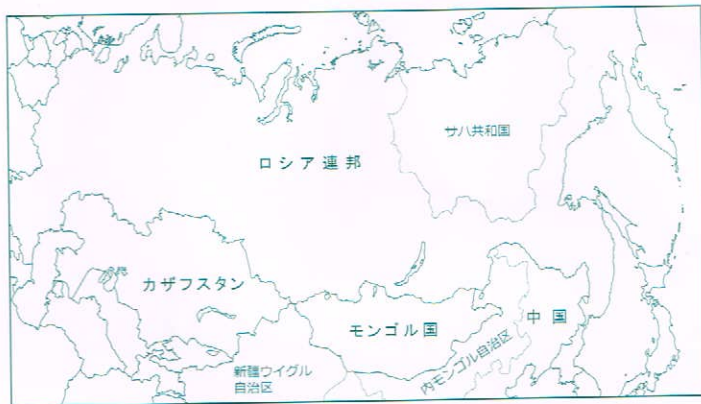 サハ共和国
ロシア連邦
カザフスタン
モンゴル国
中国
内モンゴル自治区
新疆ウイグル
自治区